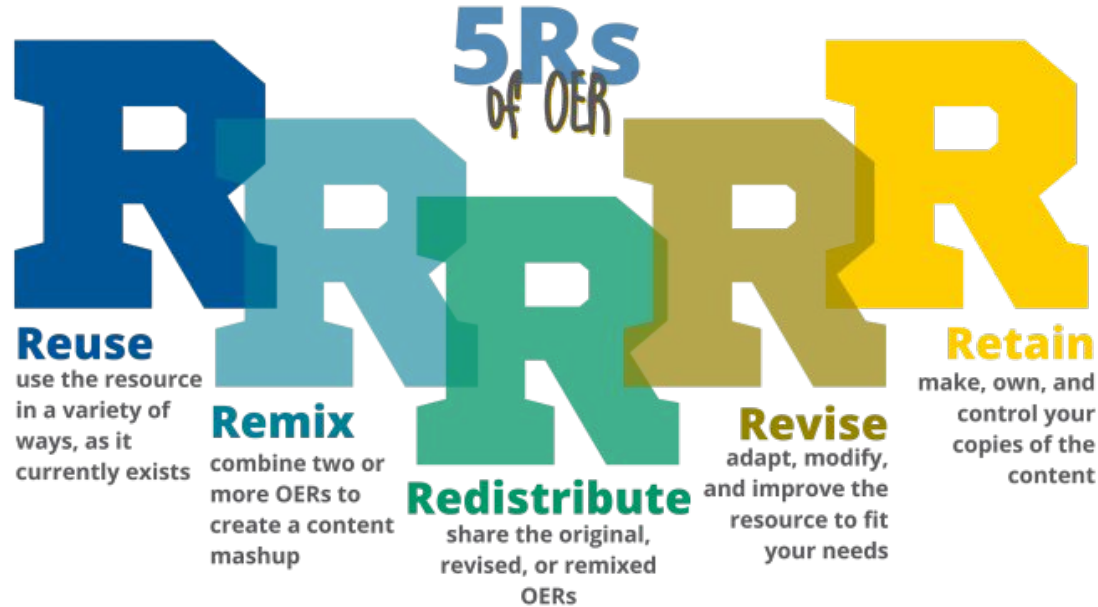 5Rs
of OER
R
R
R
R
R
Reuse
use the resource
in a variety of
ways, as it
currently exists
Remix
combine two or
more OERs to
create a content
mashup
Redistribute
share the original,
revised, or remixed
OERs
Revise
adapt, modify,
and improve the
resource to fit
your needs
Retain
make, own, and
control your
copies of the
content